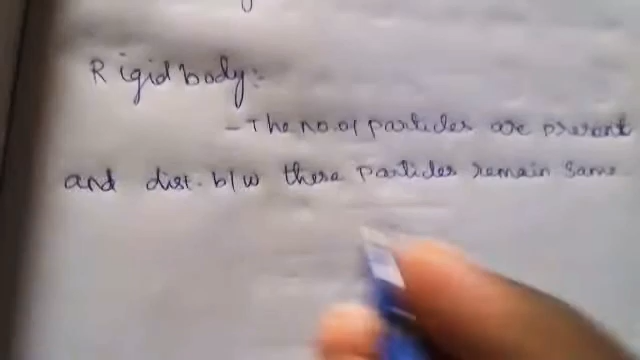 Rigid body:-
- The no. of particles are present
and dist. b/w these particles remain same